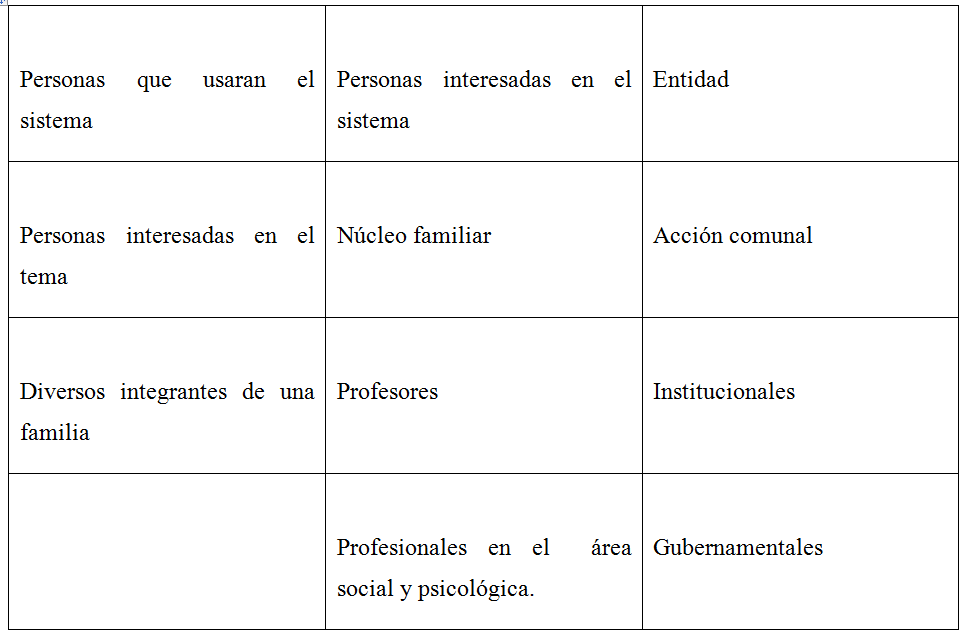 Personas que usaran el
sistema
Personas interesadas en el
sistema
Entidad
Personas interesadas en el
tema
Núcleo familiar
Acción comunal
Diversos integrantes de una
familia
Profesores
Institucionales
Profesionales en el área
social y psicológica.
Gubernamentales